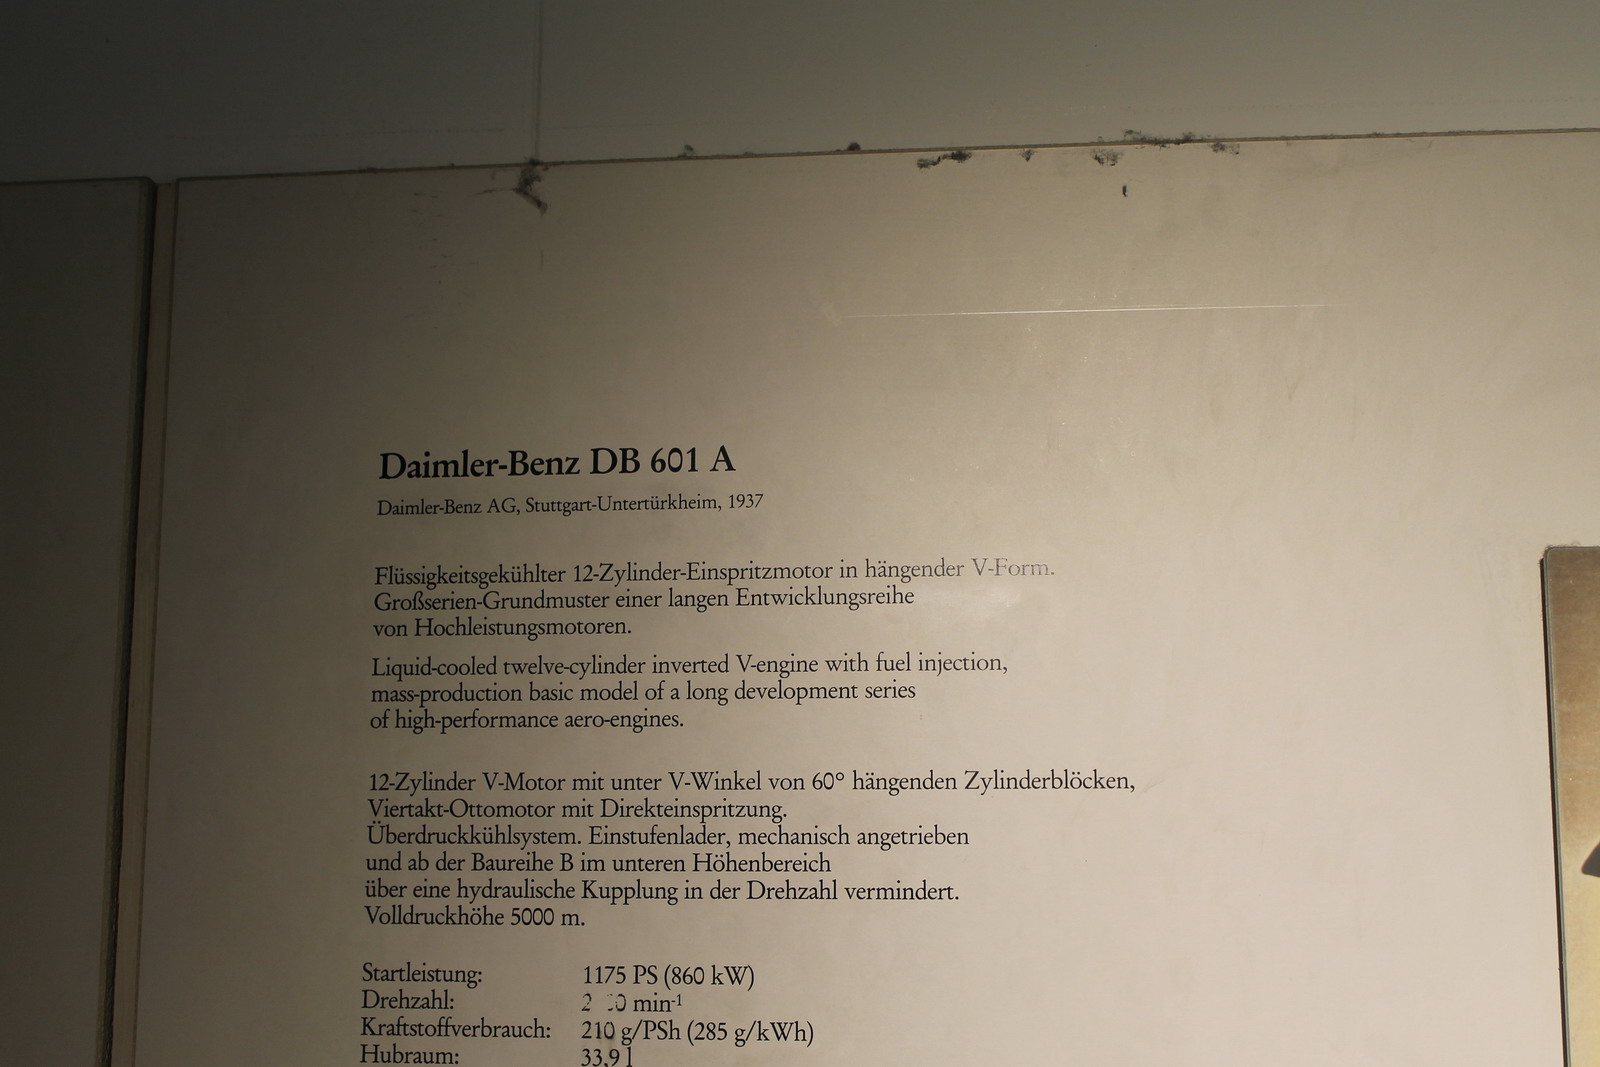 Daimler-Benz DB 601 A
Daimler-Benz AG, Stuttgart-Untertürkheim, 1937
Flüssigkeitsgekühlter 12-Zylinder-Einspritzmotor in hängender V-Form.
Großserien-Grundmuster einer langen Entwicklungsreihe
von Hochleistungsmotoren.
Liquid-cooled twelve-cylinder inverted V-engine with fuel injection,
mass-production basic model of a long development series
of high-performance aero-engines.
12-Zylinder V-Motor mit unter V-Winkel von 60° hängenden Zylinderblöcken,
Viertakt-Ottomotor mit Direkteinspritzung.
Überdruckkühlsystem. Einstufenlader, mechanisch angetrieben
und ab der Baureihe B im unteren Höhenbereich
über eine hydraulische Kupplung in der Drehzahl vermindert.
Volldruckhöhe 5000 m.
Startleistung: 1175 PS (860 kW)
Drehzahl: min-1
Kraftstoffverbrauch: 210 g/PSh (285 g/kWh)
Hubraum: 33,9 l